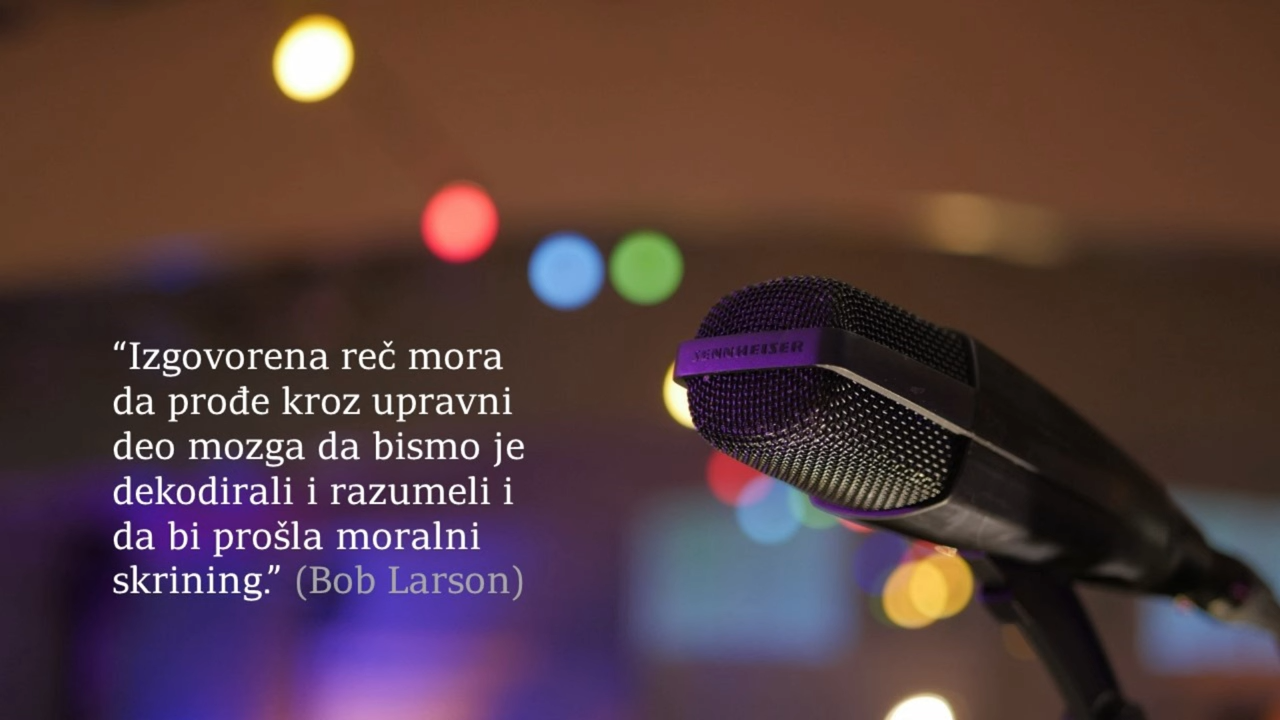 “Izgovorena reč mora
da prođe kroz upravni
deo mozga da bismo je
dekodirali i razumeli i
da bi prošla moralni
skrining.” (Bob Larson)
SENNHEISER